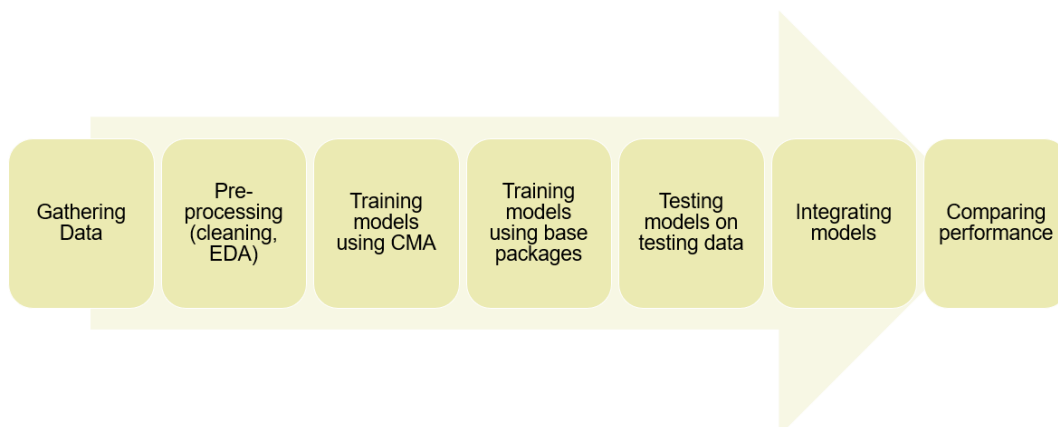 Gathering
Data
Pre-
processing
(cleaning,
EDA)
Training
models
using CMA
Training
models
using base
packages
Testing
models on
testing data
Integrating
models
Comparing
performance